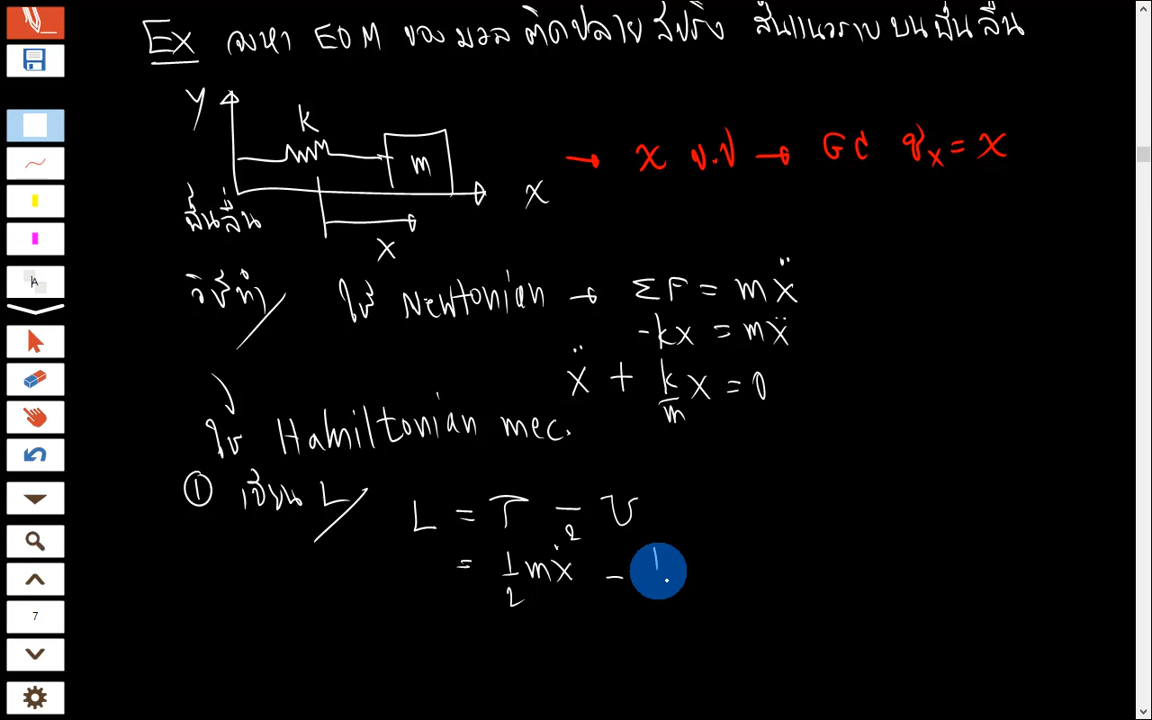 Ex จงหา EOM ของมวลติดปลายสปริง สั่นแนวราบบนพื้นลื่น
y
k
m
x
→ x ป.ป → GC qₓ = x
พื้นลื่น
x
วิธีทำ/ ใช้ Newtonian → ΣF = mẍ
-kx = mẍ
ẍ + k/m x = 0
ใช้ Hamiltonian mec.
① เขียน L/ L = T - U
= 1/2 mẋ² - 1
7